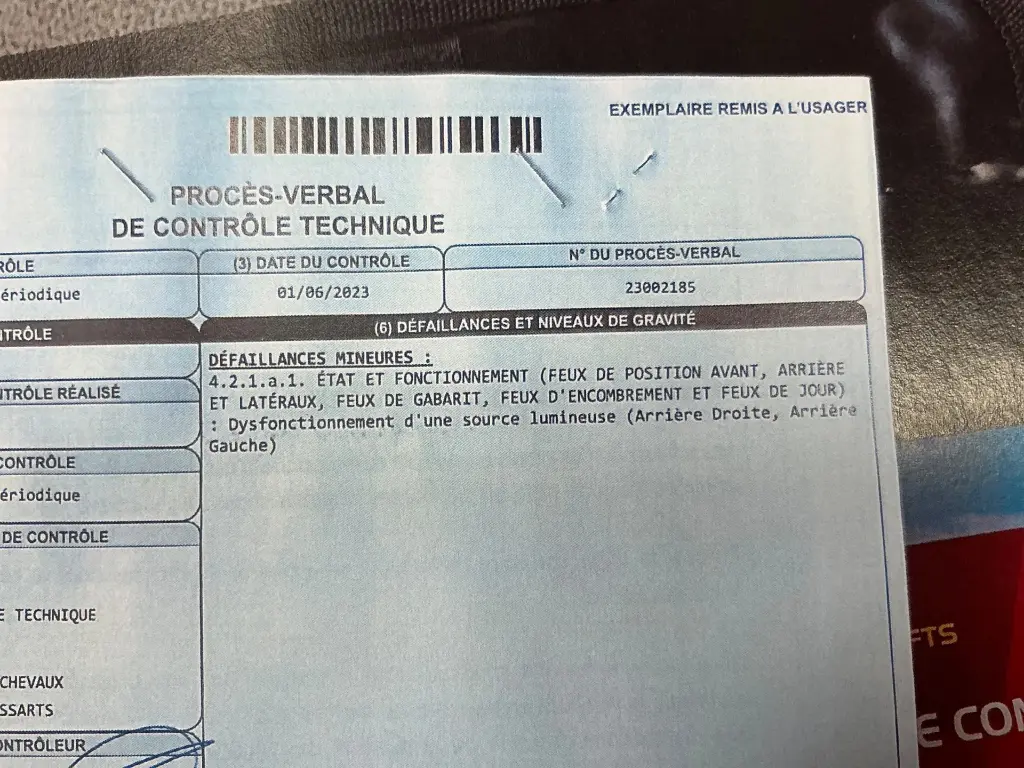 EXEMPLAIRE REMIS A L'USAGER
PROCÈS-VERBAL
DE CONTRÔLE TECHNIQUE
RÔLE
(3) DATE DU CONTRÔLE
N° DU PROCÈS-VERBAL
ériodique
01/06/2023
23002185
NTRÔLE
(6) DÉFAILLANCES ET NIVEAUX DE GRAVITÉ
DÉFAILLANCES MINEURES :
4.2.1.a.1. ÉTAT ET FONCTIONNEMENT (FEUX DE POSITION AVANT, ARRIÈRE
ET LATÉRAUX, FEUX DE GABARIT, FEUX D'ENCOMBREMENT ET FEUX DE JOUR)
: Dysfonctionnement d'une source lumineuse (Arrière Droite, Arrière
Gauche)
NTRÔLE RÉALISÉ
CONTRÔLE
ériodique
DE CONTRÔLE
E TECHNIQUE
CHEVAUX
SSARTS
ONTRÔLEUR
FTS
E CON